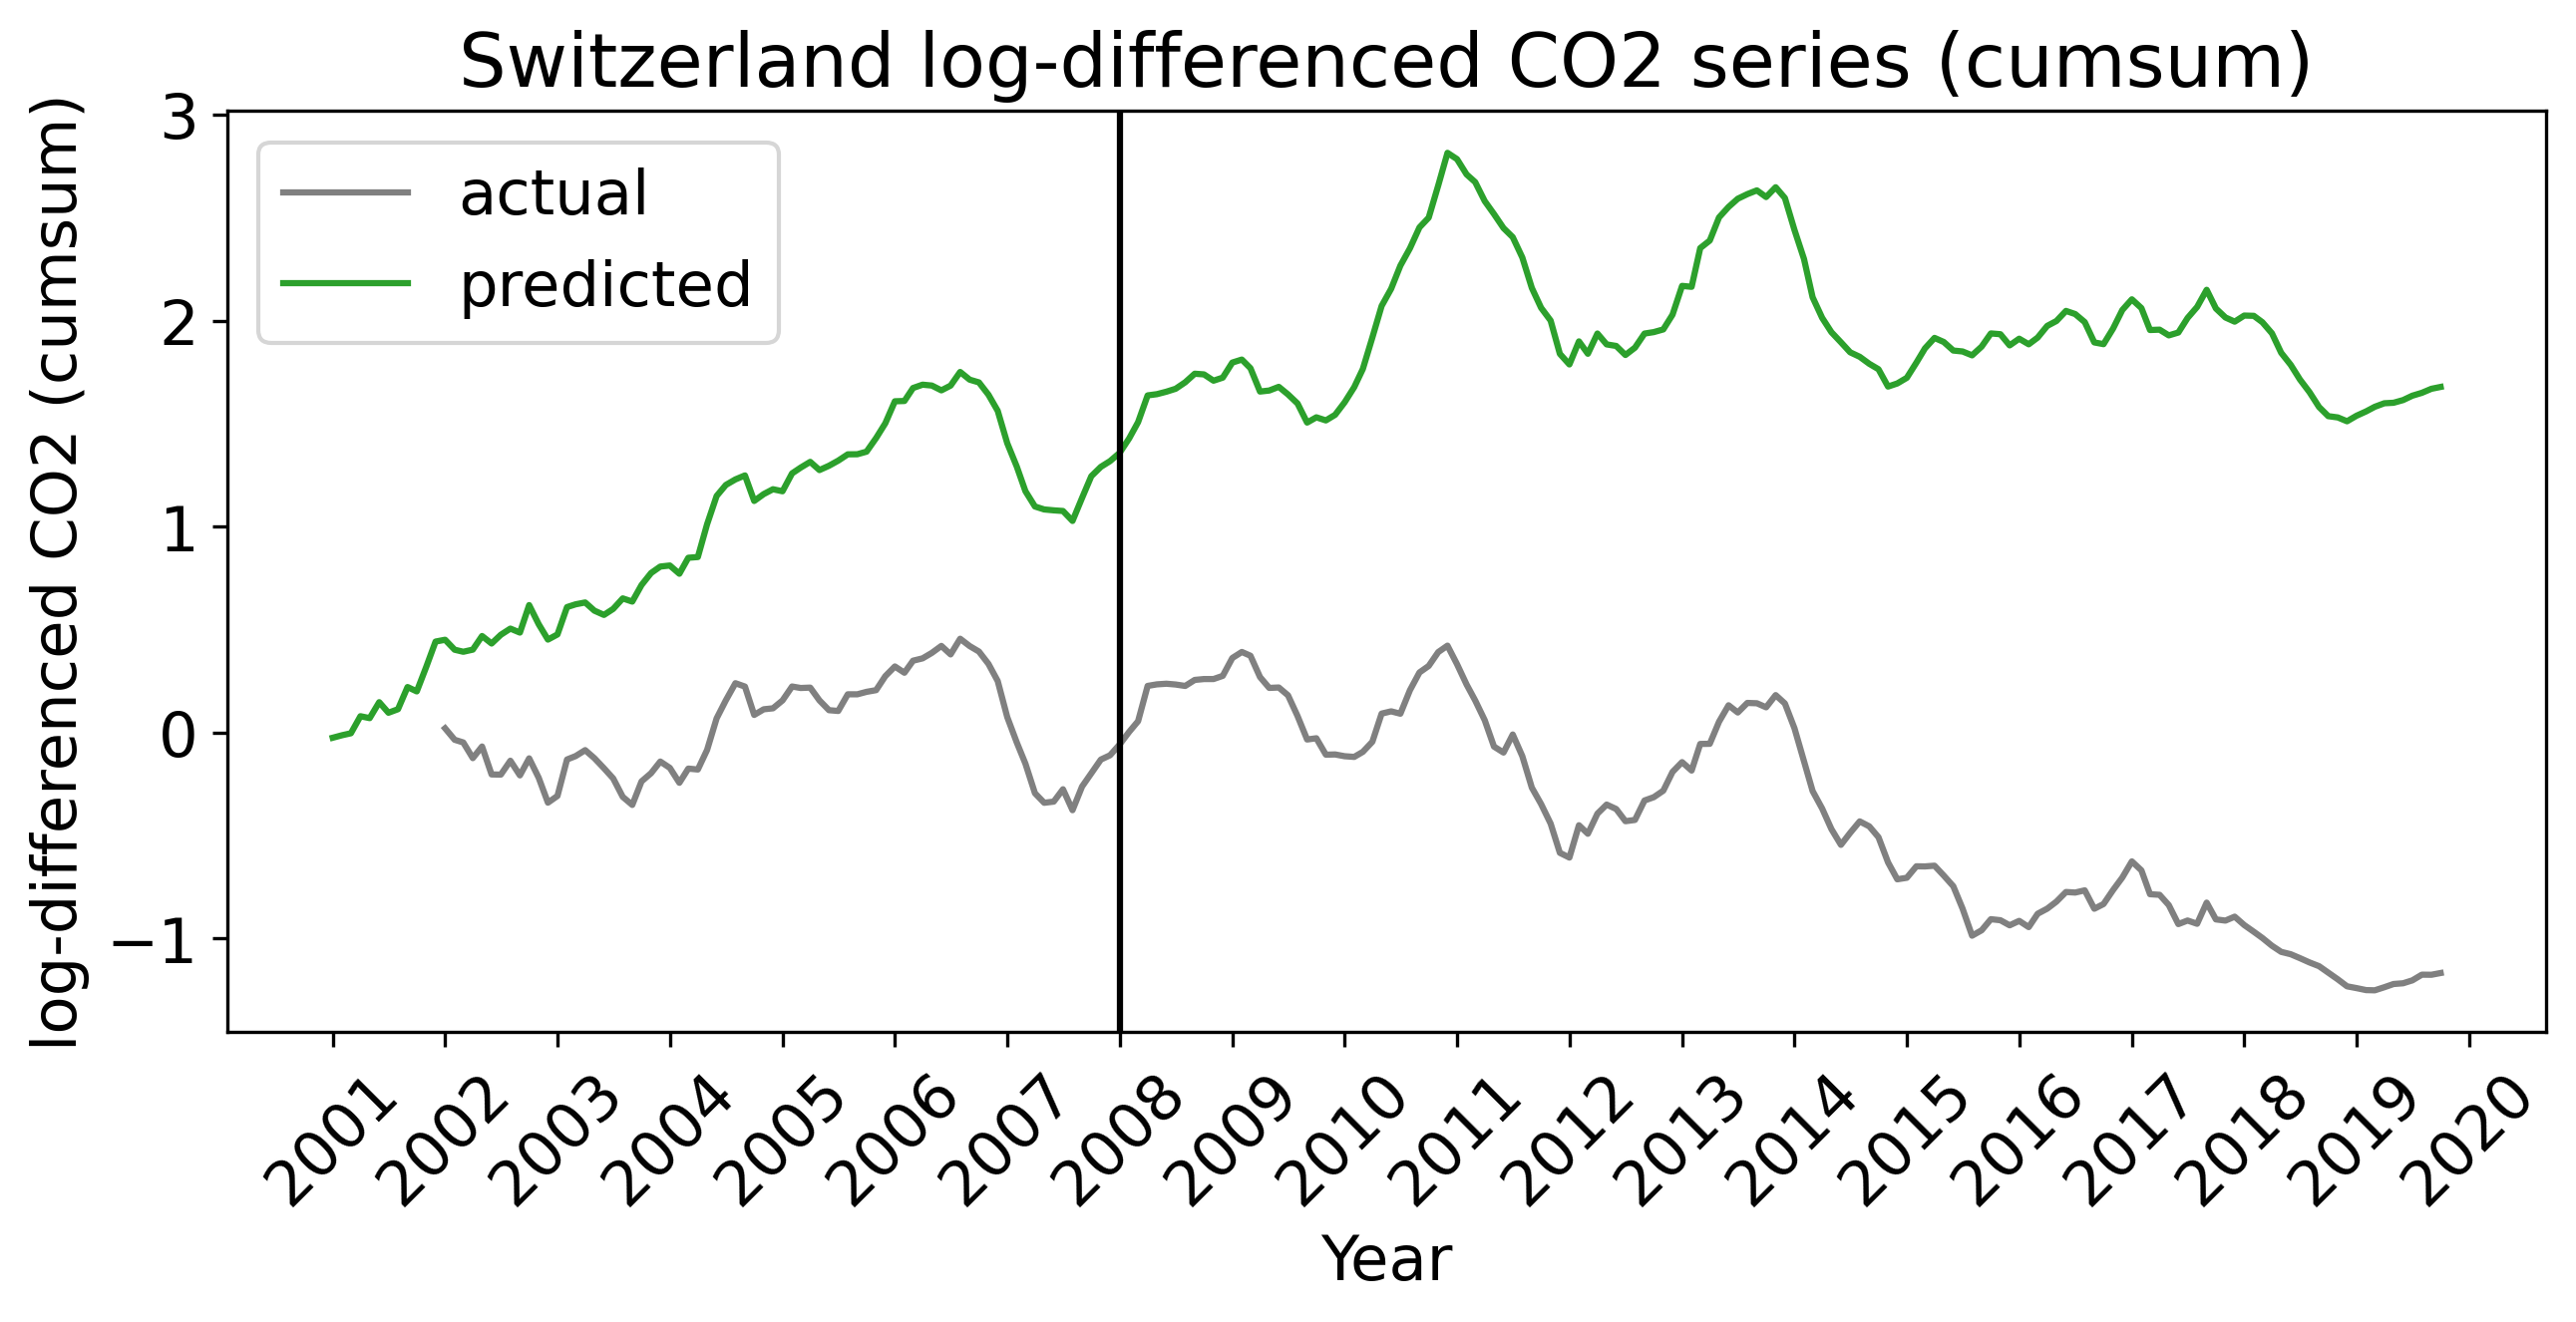 Switzerland log-differenced CO2 series (cumsum)
log-differenced CO2 (cumsum)
3
2
1
0
−1
actual
predicted
2001 2002 2003 2004 2005 2006 2007 2008 2009 2010 2011 2012 2013 2014 2015 2016 2017 2018 2019 2020
Year